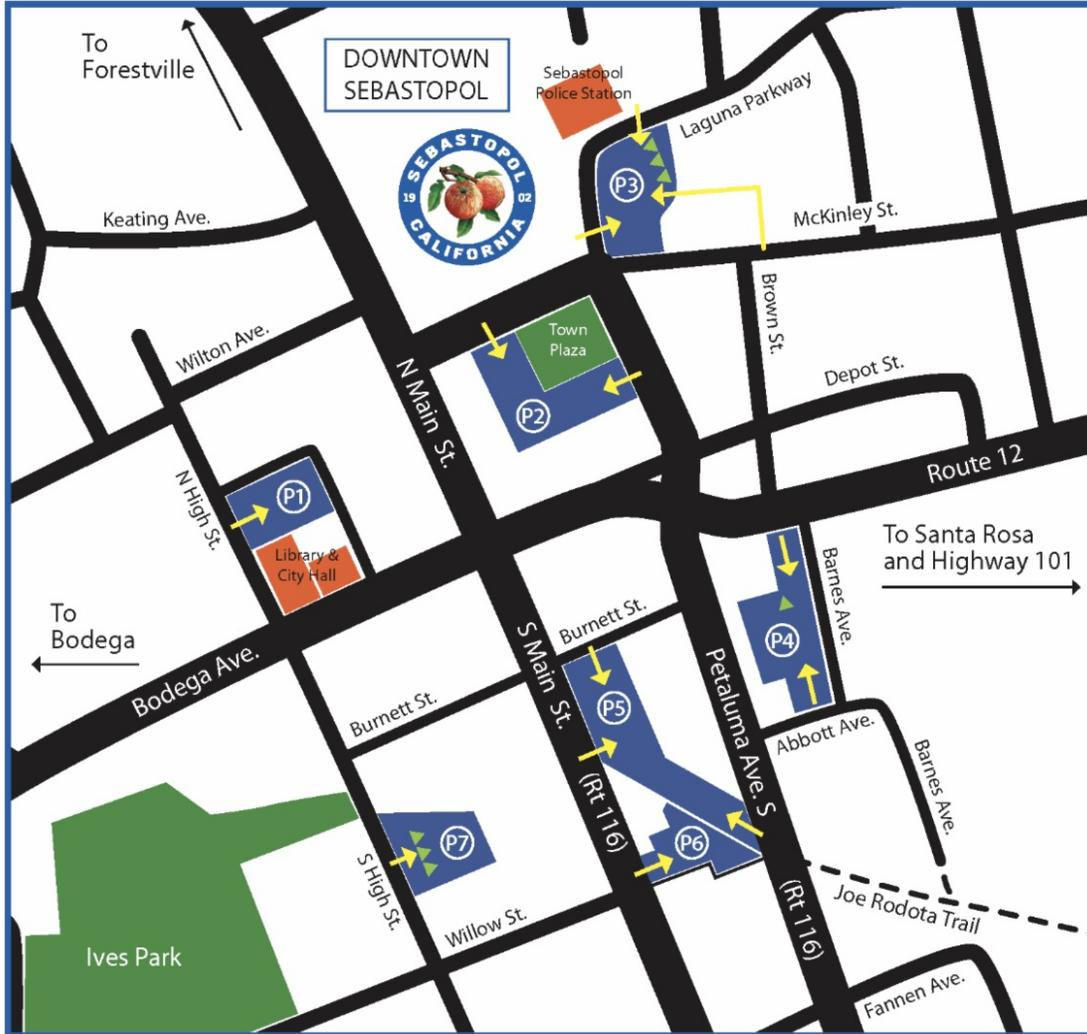 To
Forestville
DOWNTOWN
SEBASTOPOL
Sebastopol
Police Station
Laguna Parkway
SEBASTOPOL
19 02
CALIFORNIA
P3
Keating Ave.
McKinley St.
Wilton Ave.
Town
Plaza
Brown St.
N Main St.
P2
Depot St.
Route 12
N High St.
P1
Library &
City Hall
To Santa Rosa
and Highway 101
Barnes Ave.
To
Bodega
Bodega Ave.
Burnett St.
S Main St.
(Rt 116)
Petaluma Ave. S
(Rt 116)
P4
P5
Burnett St.
Abbott Ave.
Barnes Ave.
P7
P6
S High St.
Willow St.
Joe Rodota Trail
Ives Park
Fannen Ave.